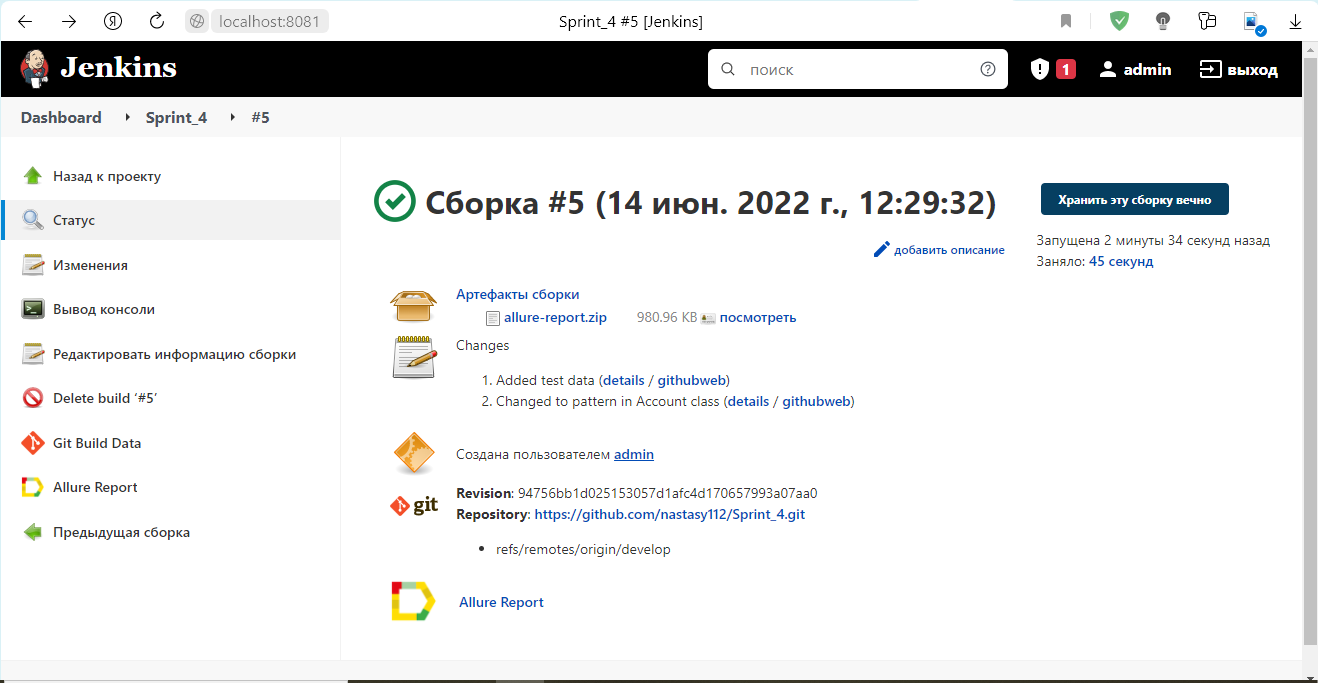 localhost:8081
Sprint_4 #5 [Jenkins]
Jenkins
поиск
1
admin
выход
Dashboard
Sprint_4
#5
Назад к проекту
Статус
Изменения
Вывод консоли
Редактировать информацию сборки
Delete build ‘#5’
Git Build Data
Allure Report
Предыдущая сборка
Сборка #5 (14 июн. 2022 г., 12:29:32)
Хранить эту сборку вечно
добавить описание
Запущена 2 минуты 34 секунд назад
Заняло: 45 секунд
Артефакты сборки
allure-report.zip 980.96 KB посмотреть
Changes
1. Added test data (details / githubweb)
2. Changed to pattern in Account class (details / githubweb)
Создана пользователем admin
git
Revision: 94756bb1d025153057d1afc4d170657993a07aa0
Repository: https://github.com/nastasy112/Sprint_4.git
• refs/remotes/origin/develop
Allure Report